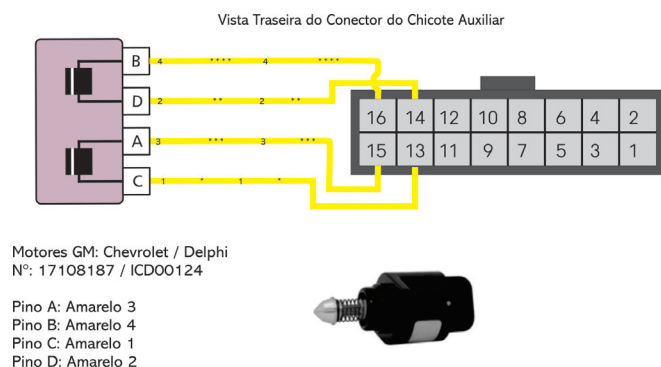 Vista Traseira do Conector do Chicote Auxiliar
B 4 **** 4 ****
D 2 ** 2 **
A 3 *** 3 ***
C 1 * 1 *
16 14 12 10 8 6 4 2
15 13 11 9 7 5 3 1
Motores GM: Chevrolet / Delphi
N°: 17108187 / ICD00124
Pino A: Amarelo 3
Pino B: Amarelo 4
Pino C: Amarelo 1
Pino D: Amarelo 2